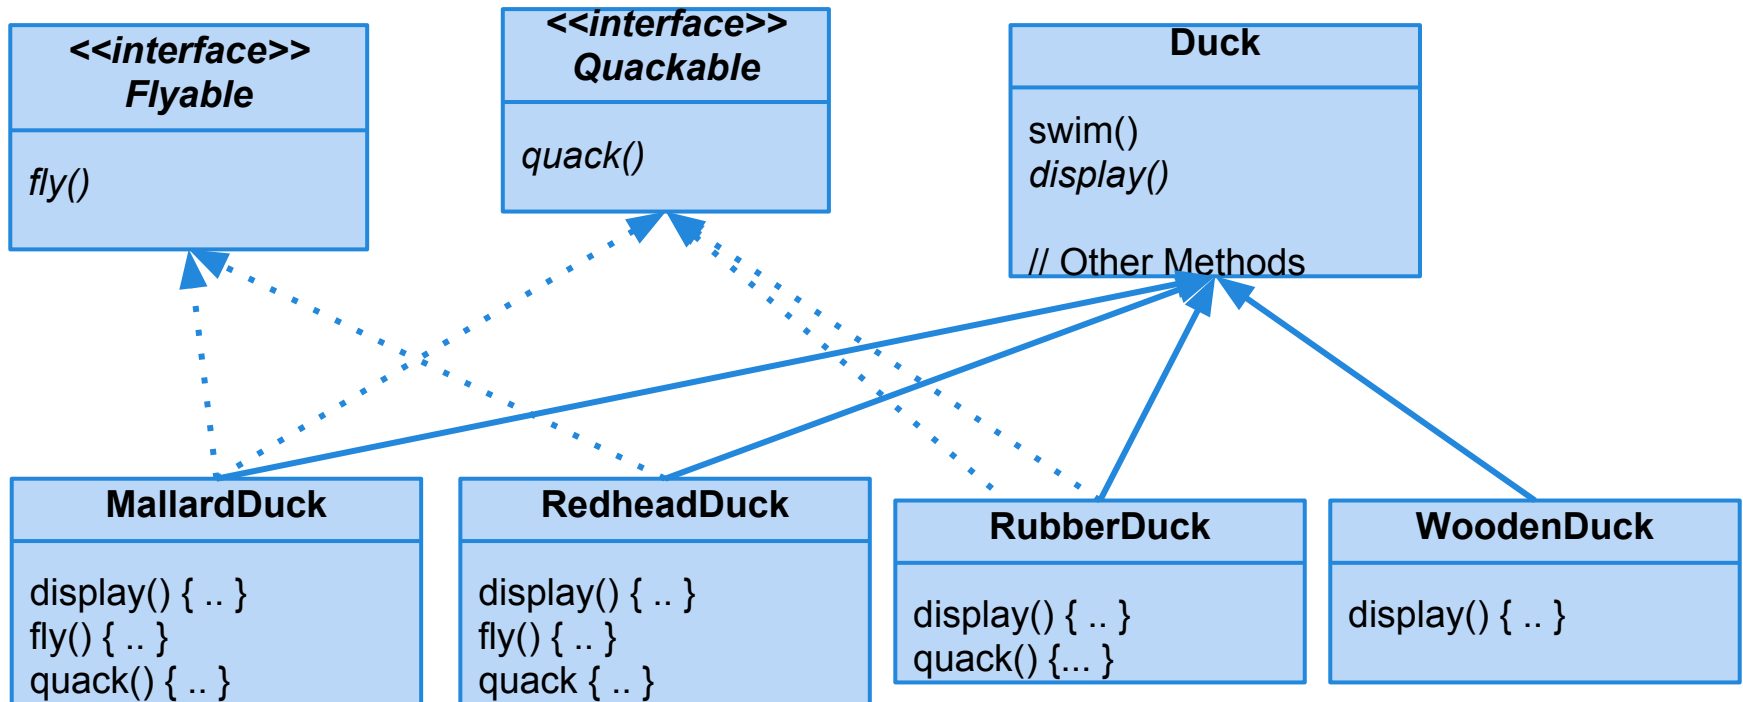 <<interface>>
Flyable
fly()
<<interface>>
Quackable
quack()
Duck
swim()
display()
// Other Methods
MallardDuck
display() { .. }
fly() { .. }
quack() { .. }
RedheadDuck
display() { .. }
fly() { .. }
quack { .. }
RubberDuck
display() { .. }
quack() {... }
WoodenDuck
display() { .. }